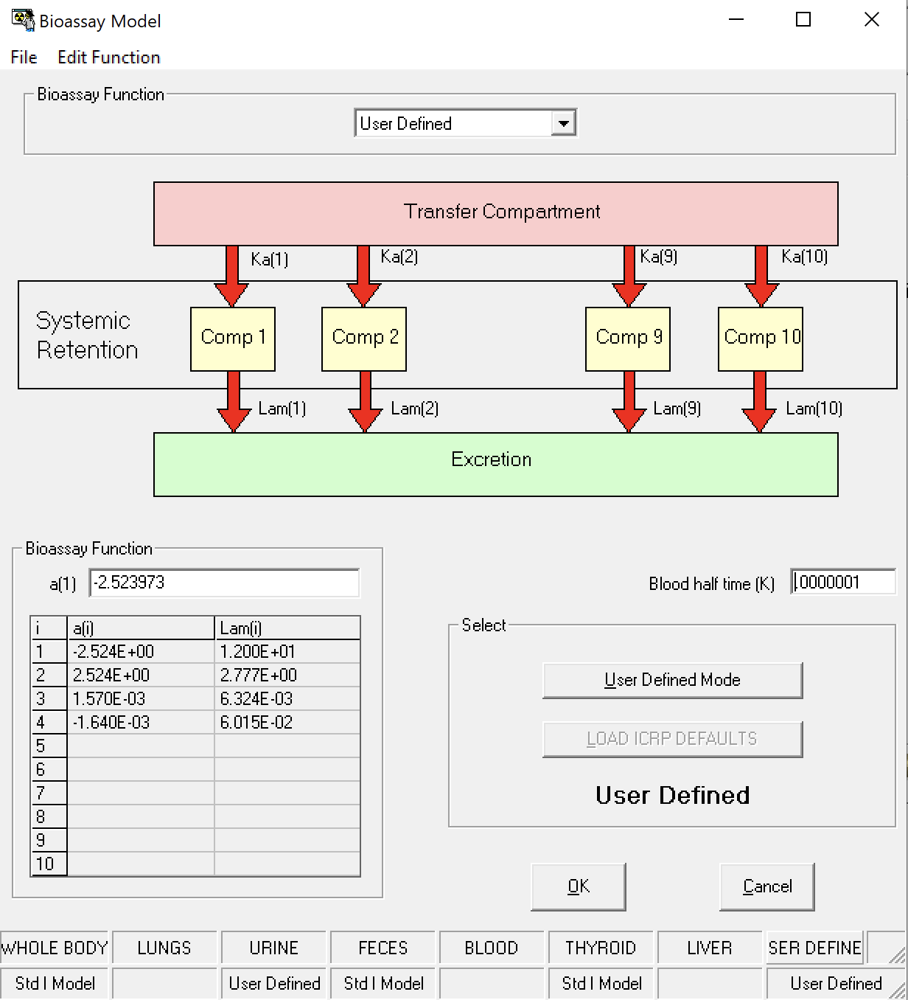 Bioassay Model
File Edit Function
Bioassay Function
User Defined
Transfer Compartment
Ka(1) Ka(2) Ka(9) Ka(10)
Systemic
Retention
Comp 1 Comp 2 Comp 9 Comp 10
Lam(1) Lam(2) Lam(9) Lam(10)
Excretion
Bioassay Function
a(1) -2.523973
Blood half time (K) .0000001
i a(i) Lam(i)
1 -2.524E+00 1.200E+01
2 2.524E+00 2.777E+00
3 1.570E-03 6.324E-03
4 -1.640E-03 6.015E-02
5
6
7
8
9
10
Select
User Defined Mode
LOAD ICRP DEFAULTS
User Defined
OK Cancel
WHOLE BODY LUNGS URINE FECES BLOOD THYROID LIVER SER DEFINE
Std I Model User Defined Std I Model Std I Model User Defined